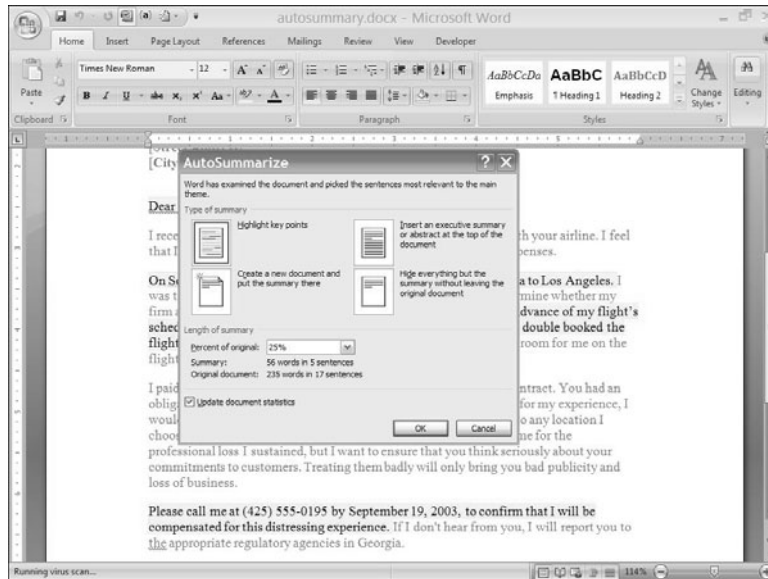 autosummary.docx - Microsoft Word
Home Insert Page Layout References Mailings Review View Developer
Times New Roman 12
Paste
AaBbCcDa AaBbC AaBbCcD
Emphasis ¶ Heading 1 Heading 2
Change Styles
Editing
Clipboard Font Paragraph Styles
[City
Dear
AutoSummarize
Word has examined the document and picked the sentences most relevant to the main
theme.
Type of summary
Highlight key points
Insert an executive summary
or abstract at the top of the
document
Create a new document and
put the summary there
Hide everything but the
summary without leaving the
original document
Length of summary
Percent of original: 25%
Summary: 56 words in 5 sentences
Original document: 235 words in 17 sentences
Update document statistics
OK Cancel
I rece
h your airline. I feel
that I
On Se
a to Los Angeles. I
was t
mine whether my
firm a
dvance of my flight's
sched
double booked the
flight
room for me on the
flight
I paid
ntract. You had an
obliga
for my experience, I
would
o any location I
choos
me for the
professional loss I sustained, but I want to ensure that you think seriously about your
commitments to customers. Treating them badly will only bring you bad publicity and
loss of business.
Please call me at (425) 555-0195 by September 19, 2003, to confirm that I will be
compensated for this distressing experience. If I don't hear from you, I will report you to
the appropriate regulatory agencies in Georgia.
Running virus scan...
114%